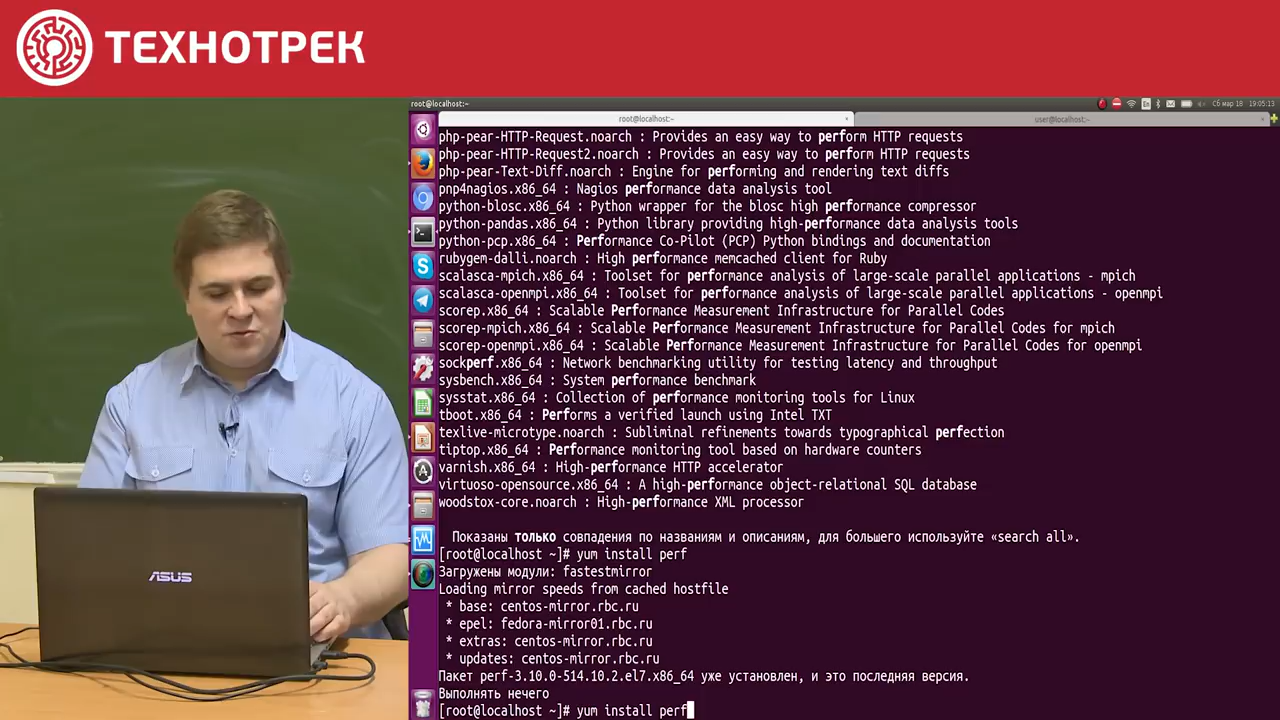 ТЕХНОТРЕК
root@localhost:~
En
Сб мар 18 19:05:13
root@localhost:~
user@localhost:~
php-pear-HTTP-Request.noarch : Provides an easy way to perform HTTP requests
php-pear-HTTP-Request2.noarch : Provides an easy way to perform HTTP requests
php-pear-Text-Diff.noarch : Engine for performing and rendering text diffs
pnp4nagios.x86_64 : Nagios performance data analysis tool
python-blosc.x86_64 : Python wrapper for the blosc high performance compressor
python-pandas.x86_64 : Python library providing high-performance data analysis tools
python-pcp.x86_64 : Performance Co-Pilot (PCP) Python bindings and documentation
rubygem-dalli.noarch : High performance memcached client for Ruby
scalasca-mpich.x86_64 : Toolset for performance analysis of large-scale parallel applications - mpich
scalasca-openmpi.x86_64 : Toolset for performance analysis of large-scale parallel applications - openmpi
scorep.x86_64 : Scalable Performance Measurement Infrastructure for Parallel Codes
scorep-mpich.x86_64 : Scalable Performance Measurement Infrastructure for Parallel Codes for mpich
scorep-openmpi.x86_64 : Scalable Performance Measurement Infrastructure for Parallel Codes for openmpi
sockperf.x86_64 : Network benchmarking utility for testing latency and throughput
sysbench.x86_64 : System performance benchmark
sysstat.x86_64 : Collection of performance monitoring tools for Linux
tboot.x86_64 : Performs a verified launch using Intel TXT
texlive-microtype.noarch : Subliminal refinements towards typographical perfection
tiptop.x86_64 : Performance monitoring tool based on hardware counters
varnish.x86_64 : High-performance HTTP accelerator
virtuoso-opensource.x86_64 : A high-performance object-relational SQL database
woodstox-core.noarch : High-performance XML processor
Показаны только совпадения по названиям и описаниям, для большего используйте «search all».
[root@localhost ~]# yum install perf
Загружены модули: fastestmirror
Loading mirror speeds from cached hostfile
* base: centos-mirror.rbc.ru
* epel: fedora-mirror01.rbc.ru
* extras: centos-mirror.rbc.ru
* updates: centos-mirror.rbc.ru
Пакет perf-3.10.0-514.10.2.el7.x86_64 уже установлен, и это последняя версия.
Выполнять нечего
[root@localhost ~]# yum install perf
ASUS